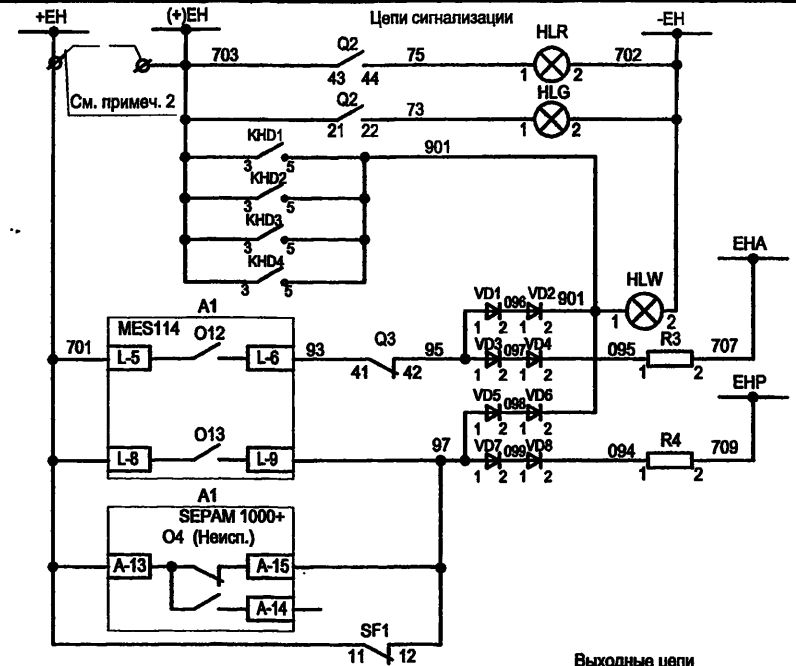 +ЕН (+)ЕН Цепи сигнализации -ЕН
HLR
703 Q2 75 702
43 44 1 2
См. примеч. 2
HLG
Q2 73
21 22 1 2
KHD1 901
3 5
KHD2
3 5
KHD3
3 5
KHD4
3 5
EHA
HLW
A1 VD1 096 VD2 901
MES114 1 2 1 2 1 2
701 L-5 O12 L-6 93 Q3 95 VD3 097 VD4 095 R3 707
41 42 1 2 1 2 1 2
EHP
VD5 098 VD6
1 2 1 2
L-8 O13 L-9 97 VD7 099 VD8 094 R4 709
1 2 1 2 1 2
A1
SEPAM 1000+
O4 (Неисп.)
A-13 A-15
A-14
SF1
11 12
Выходные цепи